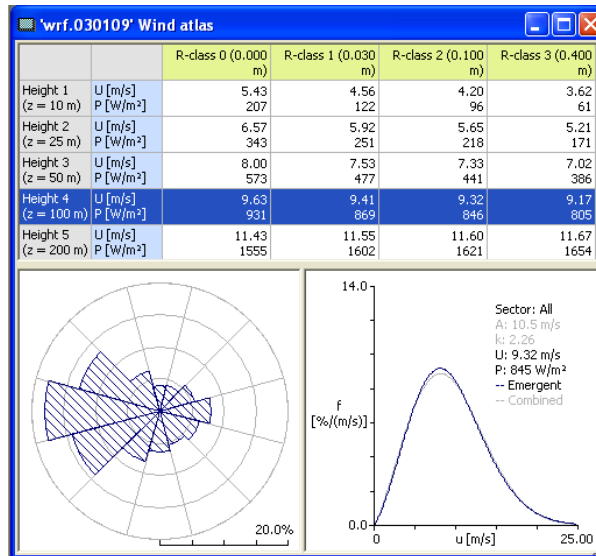 'wrf.030109' Wind atlas
R-class 0 (0.000 m) R-class 1 (0.030 m) R-class 2 (0.100 m) R-class 3 (0.400 m)
Height 1 U [m/s] 5.43 4.56 4.20 3.62
(z = 10 m) P [W/m²] 207 122 96 61
Height 2 U [m/s] 6.57 5.92 5.65 5.21
(z = 25 m) P [W/m²] 343 251 218 171
Height 3 U [m/s] 8.00 7.53 7.33 7.02
(z = 50 m) P [W/m²] 573 477 441 386
Height 4 U [m/s] 9.63 9.41 9.32 9.17
(z = 100 m) P [W/m²] 931 869 846 805
Height 5 U [m/s] 11.43 11.55 11.60 11.67
(z = 200 m) P [W/m²] 1555 1602 1621 1654
20.0%
14.0
Sector: All
A: 10.5 m/s
k: 2.26
U: 9.32 m/s
P: 845 W/m²
-- Emergent
-- Combined
f
[%/(m/s)]
0.0
0 u [m/s] 25.00